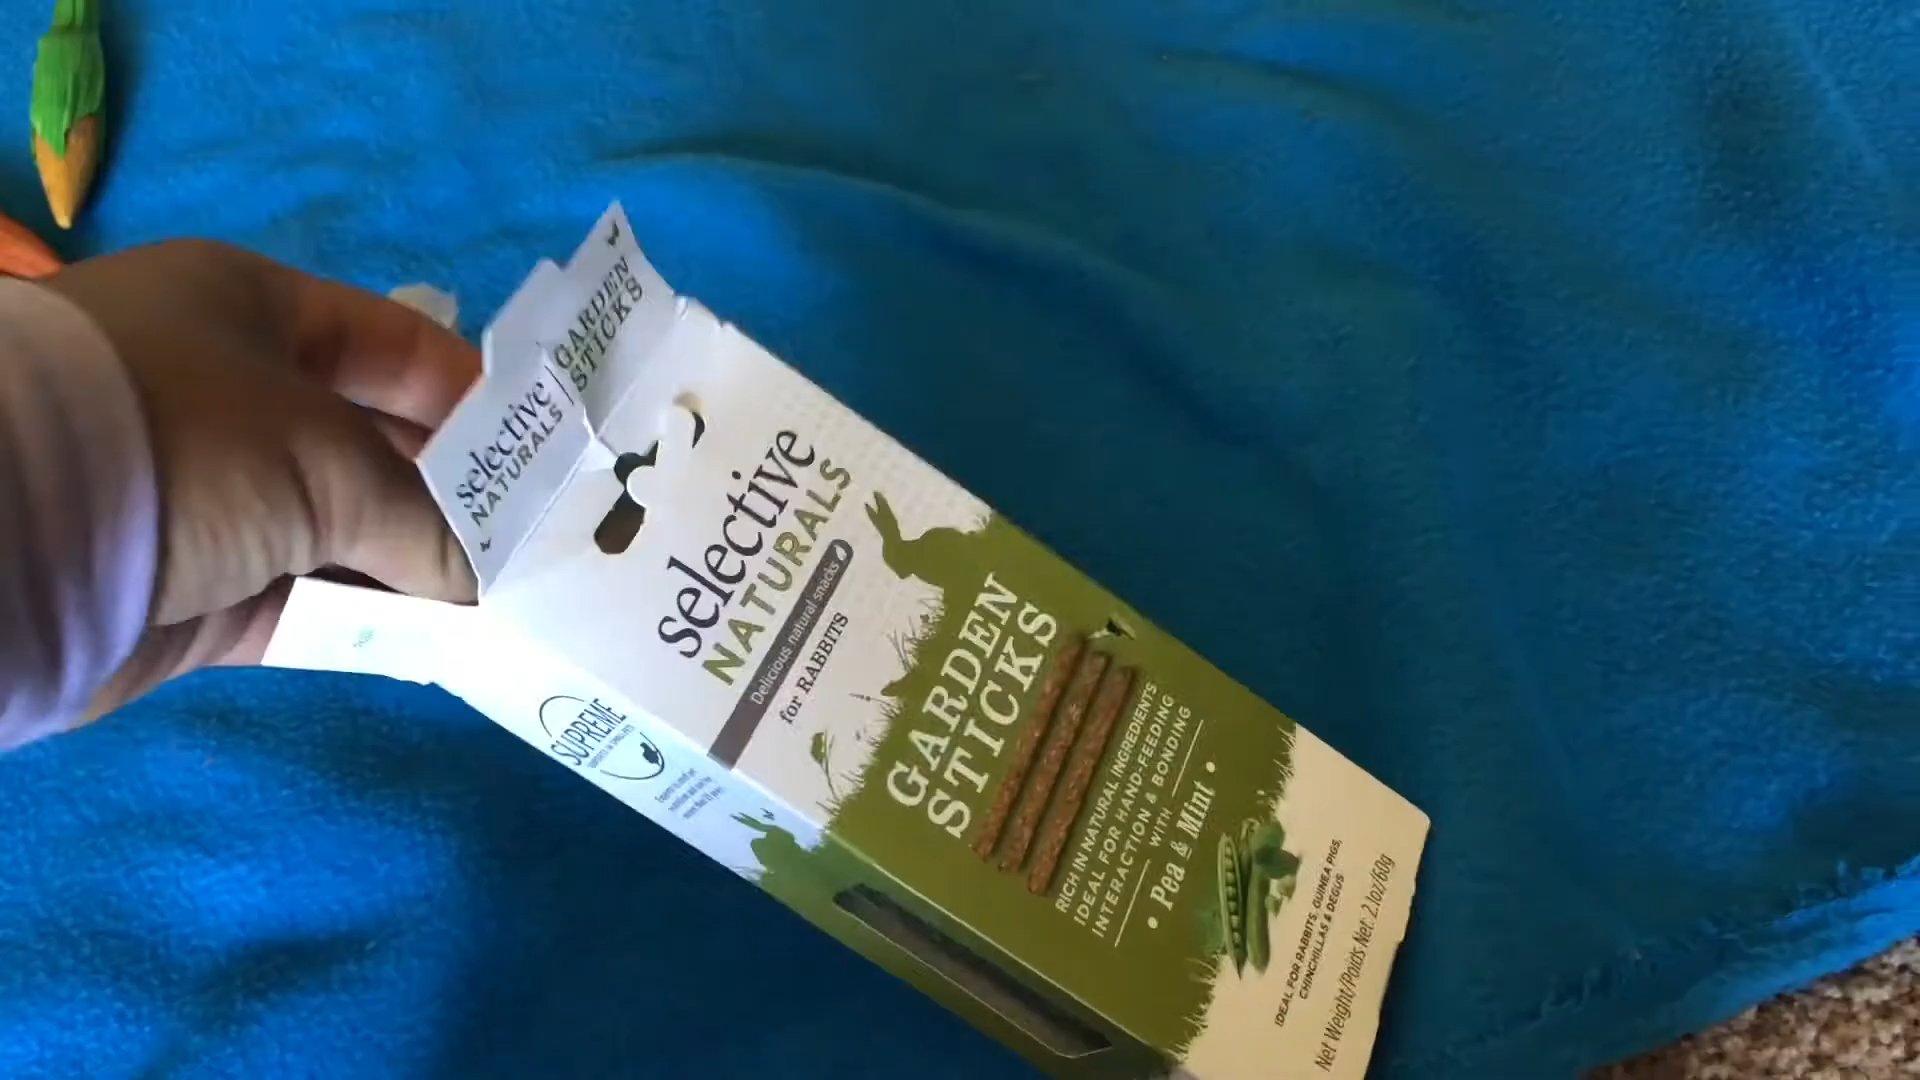 selective
NATURALS
GARDEN
STICKS
selective
NATURALS
Delicious natural snacks
for RABBITS
GARDEN
STICKS
RICH IN NATURAL INGREDIENTS
IDEAL FOR HAND-FEEDING
INTERACTION & BONDING
WITH
• Pea & Mint •
IDEAL FOR RABBITS, GUINEA PIGS,
CHINCHILLAS & DEGUS
Net Weight/Poids Net: 2.1oz/60g
SUPREME